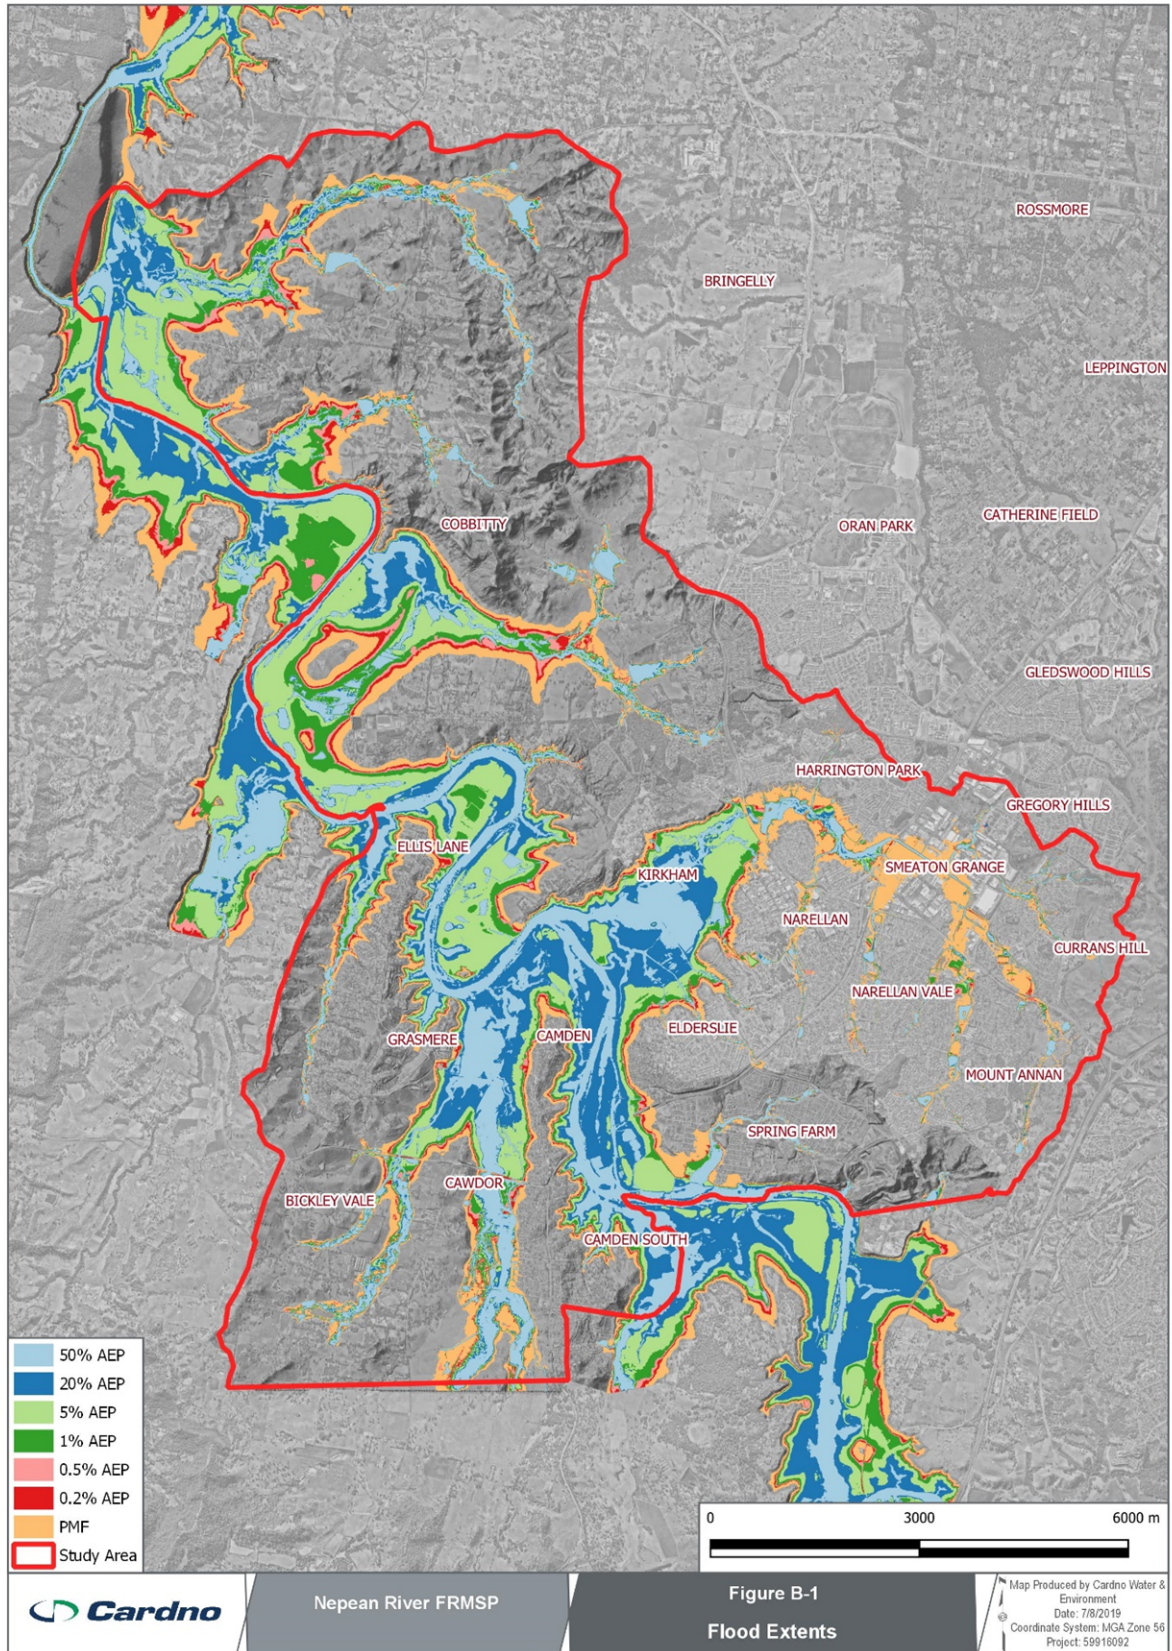 ROSSMORE
BRINGELLY
LEPPINGTON
COBBITTY
ORAN PARK
CATHERINE FIELD
GLEDSWOOD HILLS
HARRINGTON PARK
GREGORY HILLS
ELLIS LANE
KIRKHAM
SMEATON GRANGE
NARELLAN
CURRANS HILL
NARELLAN VALE
GRASMERE
CAMDEN
ELDERSLIE
MOUNT ANNAN
SPRING FARM
BICKLEY VALE
CAWDOR
CAMDEN SOUTH
50% AEP
20% AEP
5% AEP
1% AEP
0.5% AEP
0.2% AEP
PMF
Study Area
0 3000 6000 m
Cardno
Nepean River FRMSP
Figure B-1
Flood Extents
Map Produced by Cardno Water &
Environment
Date: 7/8/2019
Coordinate System: MGA Zone 56
Project: 59916092